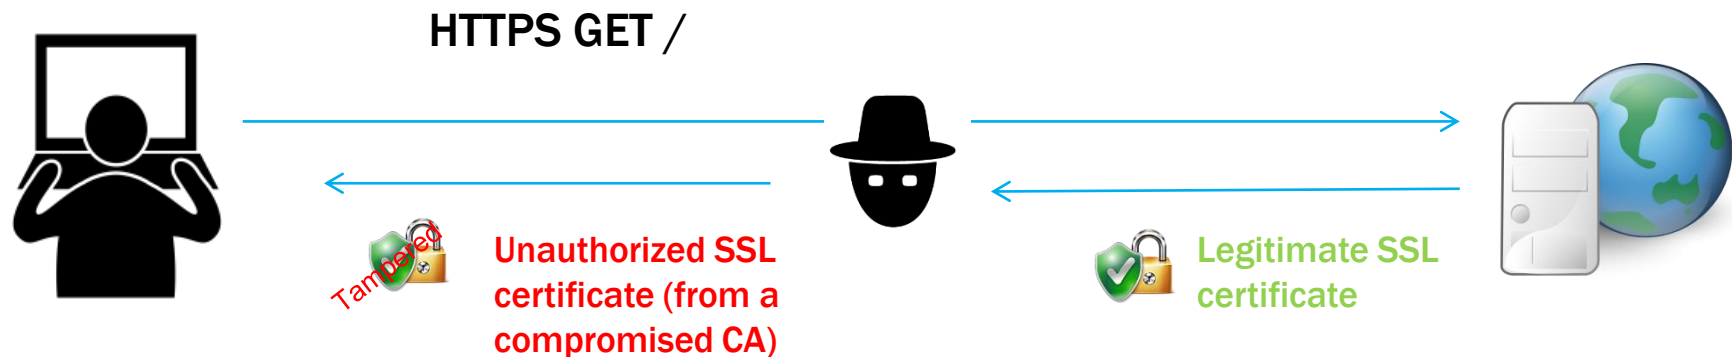 HTTPS GET /
Tampered
Unauthorized SSL
certificate (from a
compromised CA)
Legitimate SSL
certificate